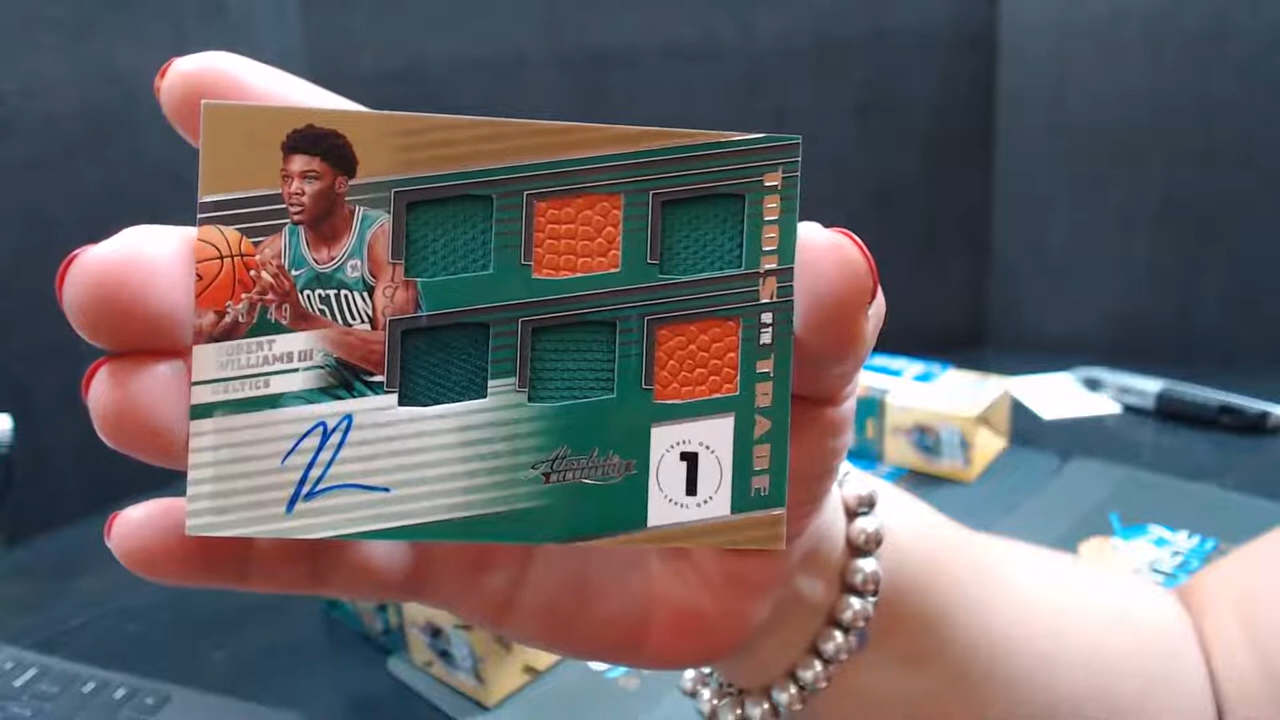 BOSTON
/49
ROBERT
WILLIAMS III
CELTICS
TOOLS OF THE TRADE
Absolute
MEMORABILIA
LEVEL ONE
1
LEVEL ONE